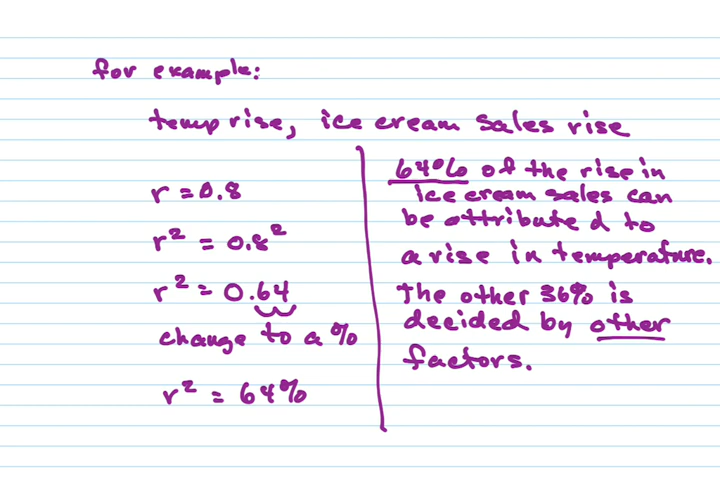 for example:
temp rise, ice cream sales rise
r = 0.8
r² = 0.8²
r² = 0.64
change to a %
r² = 64%
64% of the rise in
ice cream sales can
be attributed to
a rise in temperature.
The other 36% is
decided by other
factors.